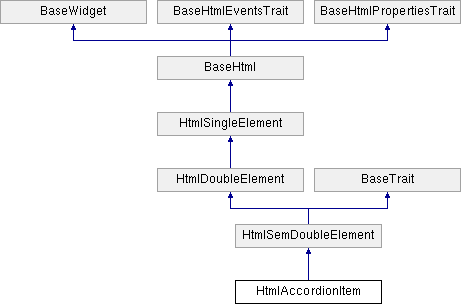 BaseWidget
BaseHtmlEventsTrait
BaseHtmlPropertiesTrait
BaseHtml
HtmlSingleElement
HtmlDoubleElement
BaseTrait
HtmlSemDoubleElement
HtmlAccordionItem